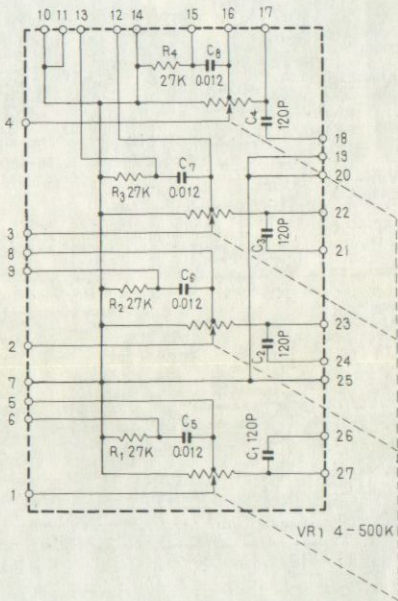 10 11 13 12 14 15 16 17
R4 C8
27K 0.012
C4 120P
4
18
19
20
C7
R3 27K 0.012
22
3
C3 120P
21
8
9
C6
R2 27K 0.012
23
2
C2 120P
24
7
25
5
6
26
C5
R1 27K 0.012
C1 120P
27
1
VR1 4-500K